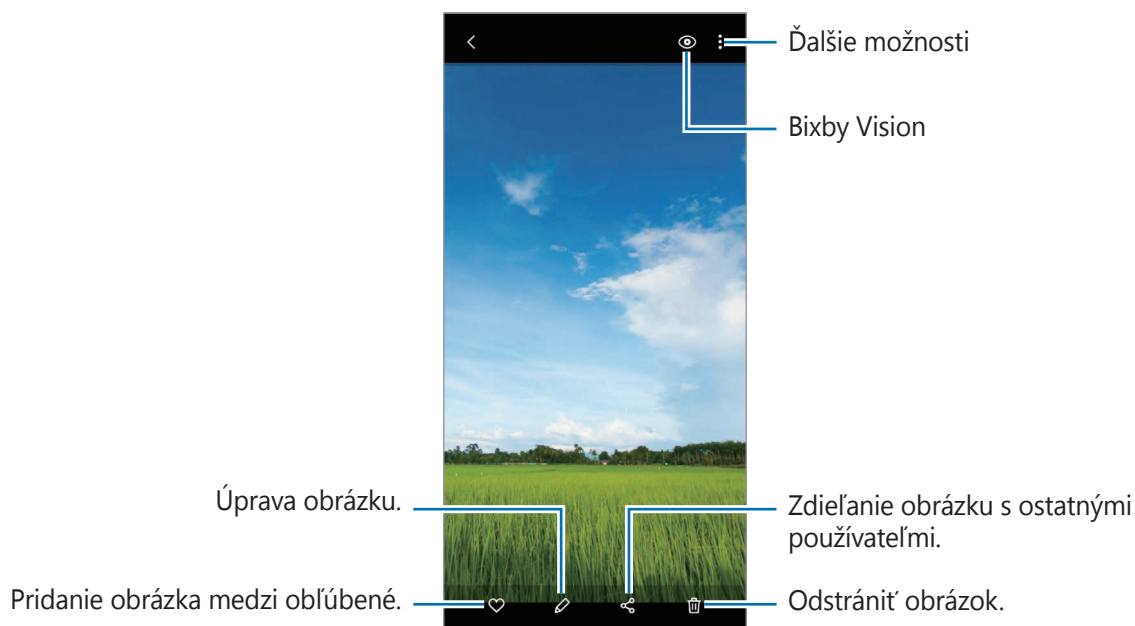 Ďalšie možnosti
Bixby Vision
Úprava obrázku.
Zdieľanie obrázku s ostatnými
používateľmi.
Pridanie obrázka medzi obľúbené.
Odstrániť obrázok.